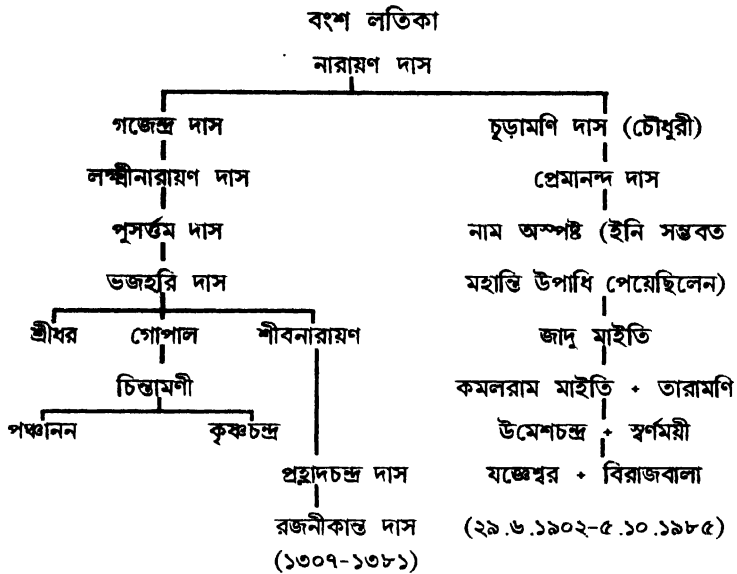 বংশ লতিকা
নারায়ণ দাস
গজেন্দ্র দাস চূড়ামণি দাস (চৌধুরী)
লক্ষ্মীনারায়ণ দাস প্রেমানন্দ দাস
পুসর্ত্তম দাস নাম অস্পষ্ট (ইনি সম্ভবত
ভজহরি দাস মহান্তি উপাধি পেয়েছিলেন)
শ্রীধর গোপাল শীবনারায়ণ জাদু মাইতি
চিন্তামণী কমলরাম মাইতি + তারামণি
পঞ্চানন কৃষ্ণচন্দ্র উমেশচন্দ্র + স্বর্ণময়ী
প্রহ্লাদচন্দ্র দাস যজ্ঞেশ্বর + বিরাজবালা
রজনীকান্ত দাস (২৯.৬.১৯০২-৫.১০.১৯৮৫)
(১৩০৭-১৩৮১)